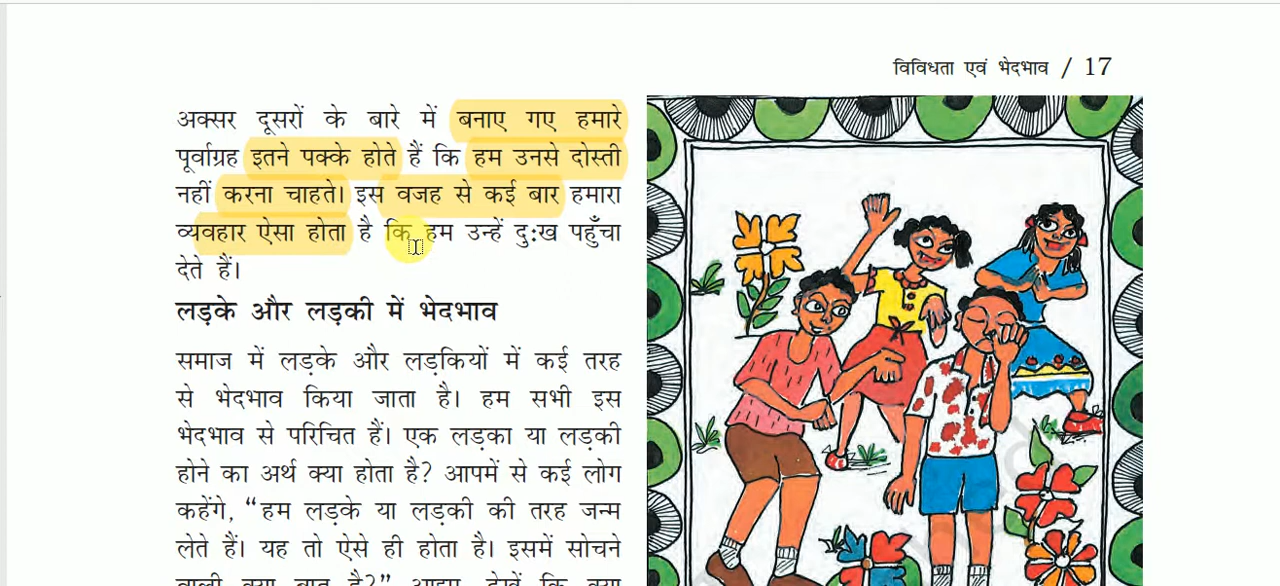 विविधता एवं भेदभाव / 17
अक्सर दूसरों के बारे में बनाए गए हमारे
पूर्वाग्रह इतने पक्के होते हैं कि हम उनसे दोस्ती
नहीं करना चाहते। इस वजह से कई बार हमारा
व्यवहार ऐसा होता है कि हम उन्हें दुःख पहुँचा
देते हैं।
लड़के और लड़की में भेदभाव
समाज में लड़के और लड़कियों में कई तरह
से भेदभाव किया जाता है। हम सभी इस
भेदभाव से परिचित हैं। एक लड़का या लड़की
होने का अर्थ क्या होता है? आपमें से कई लोग
कहेंगे, “हम लड़के या लड़की की तरह जन्म
लेते हैं। यह तो ऐसे ही होता है। इसमें सोचने
वाली क्या बात है?” आइए, देखें कि क्या